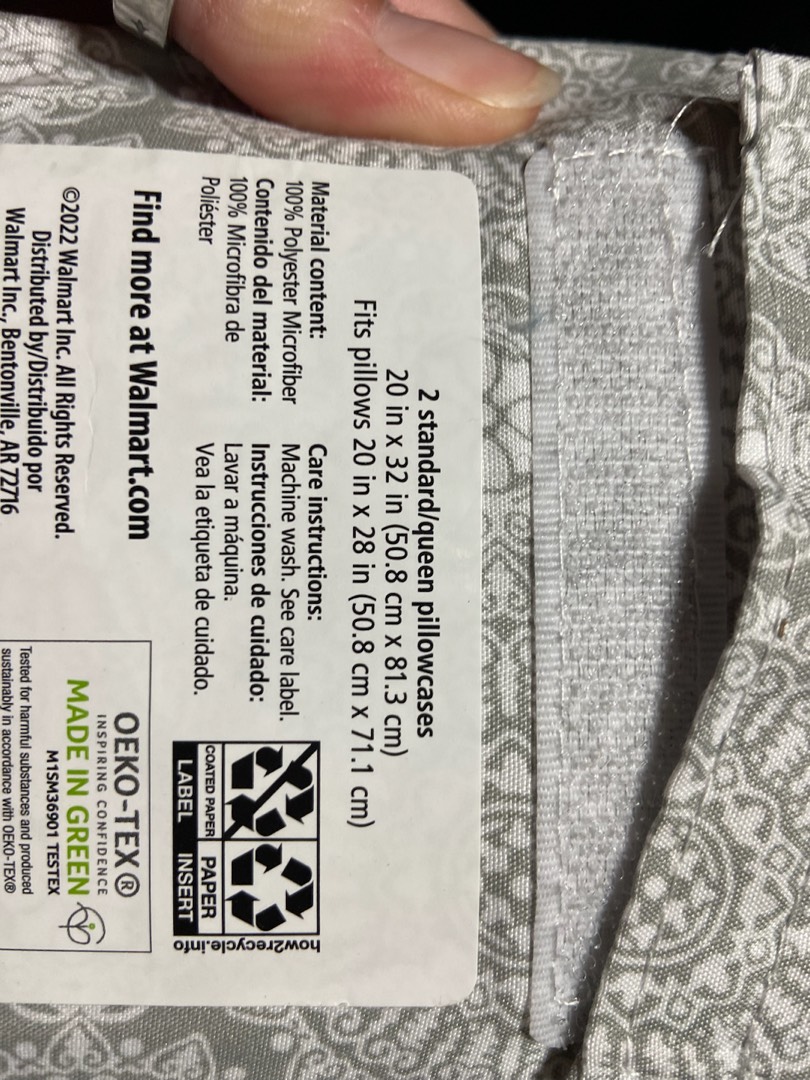 2 standard/queen pillowcases
20 in x 32 in (50.8 cm x 81.3 cm)
Fits pillows 20 in x 28 in (50.8 cm x 71.1 cm)
Material content:
100% Polyester Microfiber
Contenido del material:
100% Microfibra de
Poliéster
Care instructions:
Machine wash. See care label.
Instrucciones de cuidado:
Lavar a máquina.
Vea la etiqueta de cuidado.
COATED PAPER
LABEL
PAPER
INSERT
how2recycle.info
Find more at Walmart.com
©2022 Walmart Inc. All Rights Reserved.
Distributed by/Distribuido por
Walmart Inc., Bentonville, AR 72716
OEKO-TEX®
INSPIRING CONFIDENCE
MADE IN GREEN
M1SM36901 TESTEX
Tested for harmful substances and produced
sustainably in accordance with OEKO-TEX®